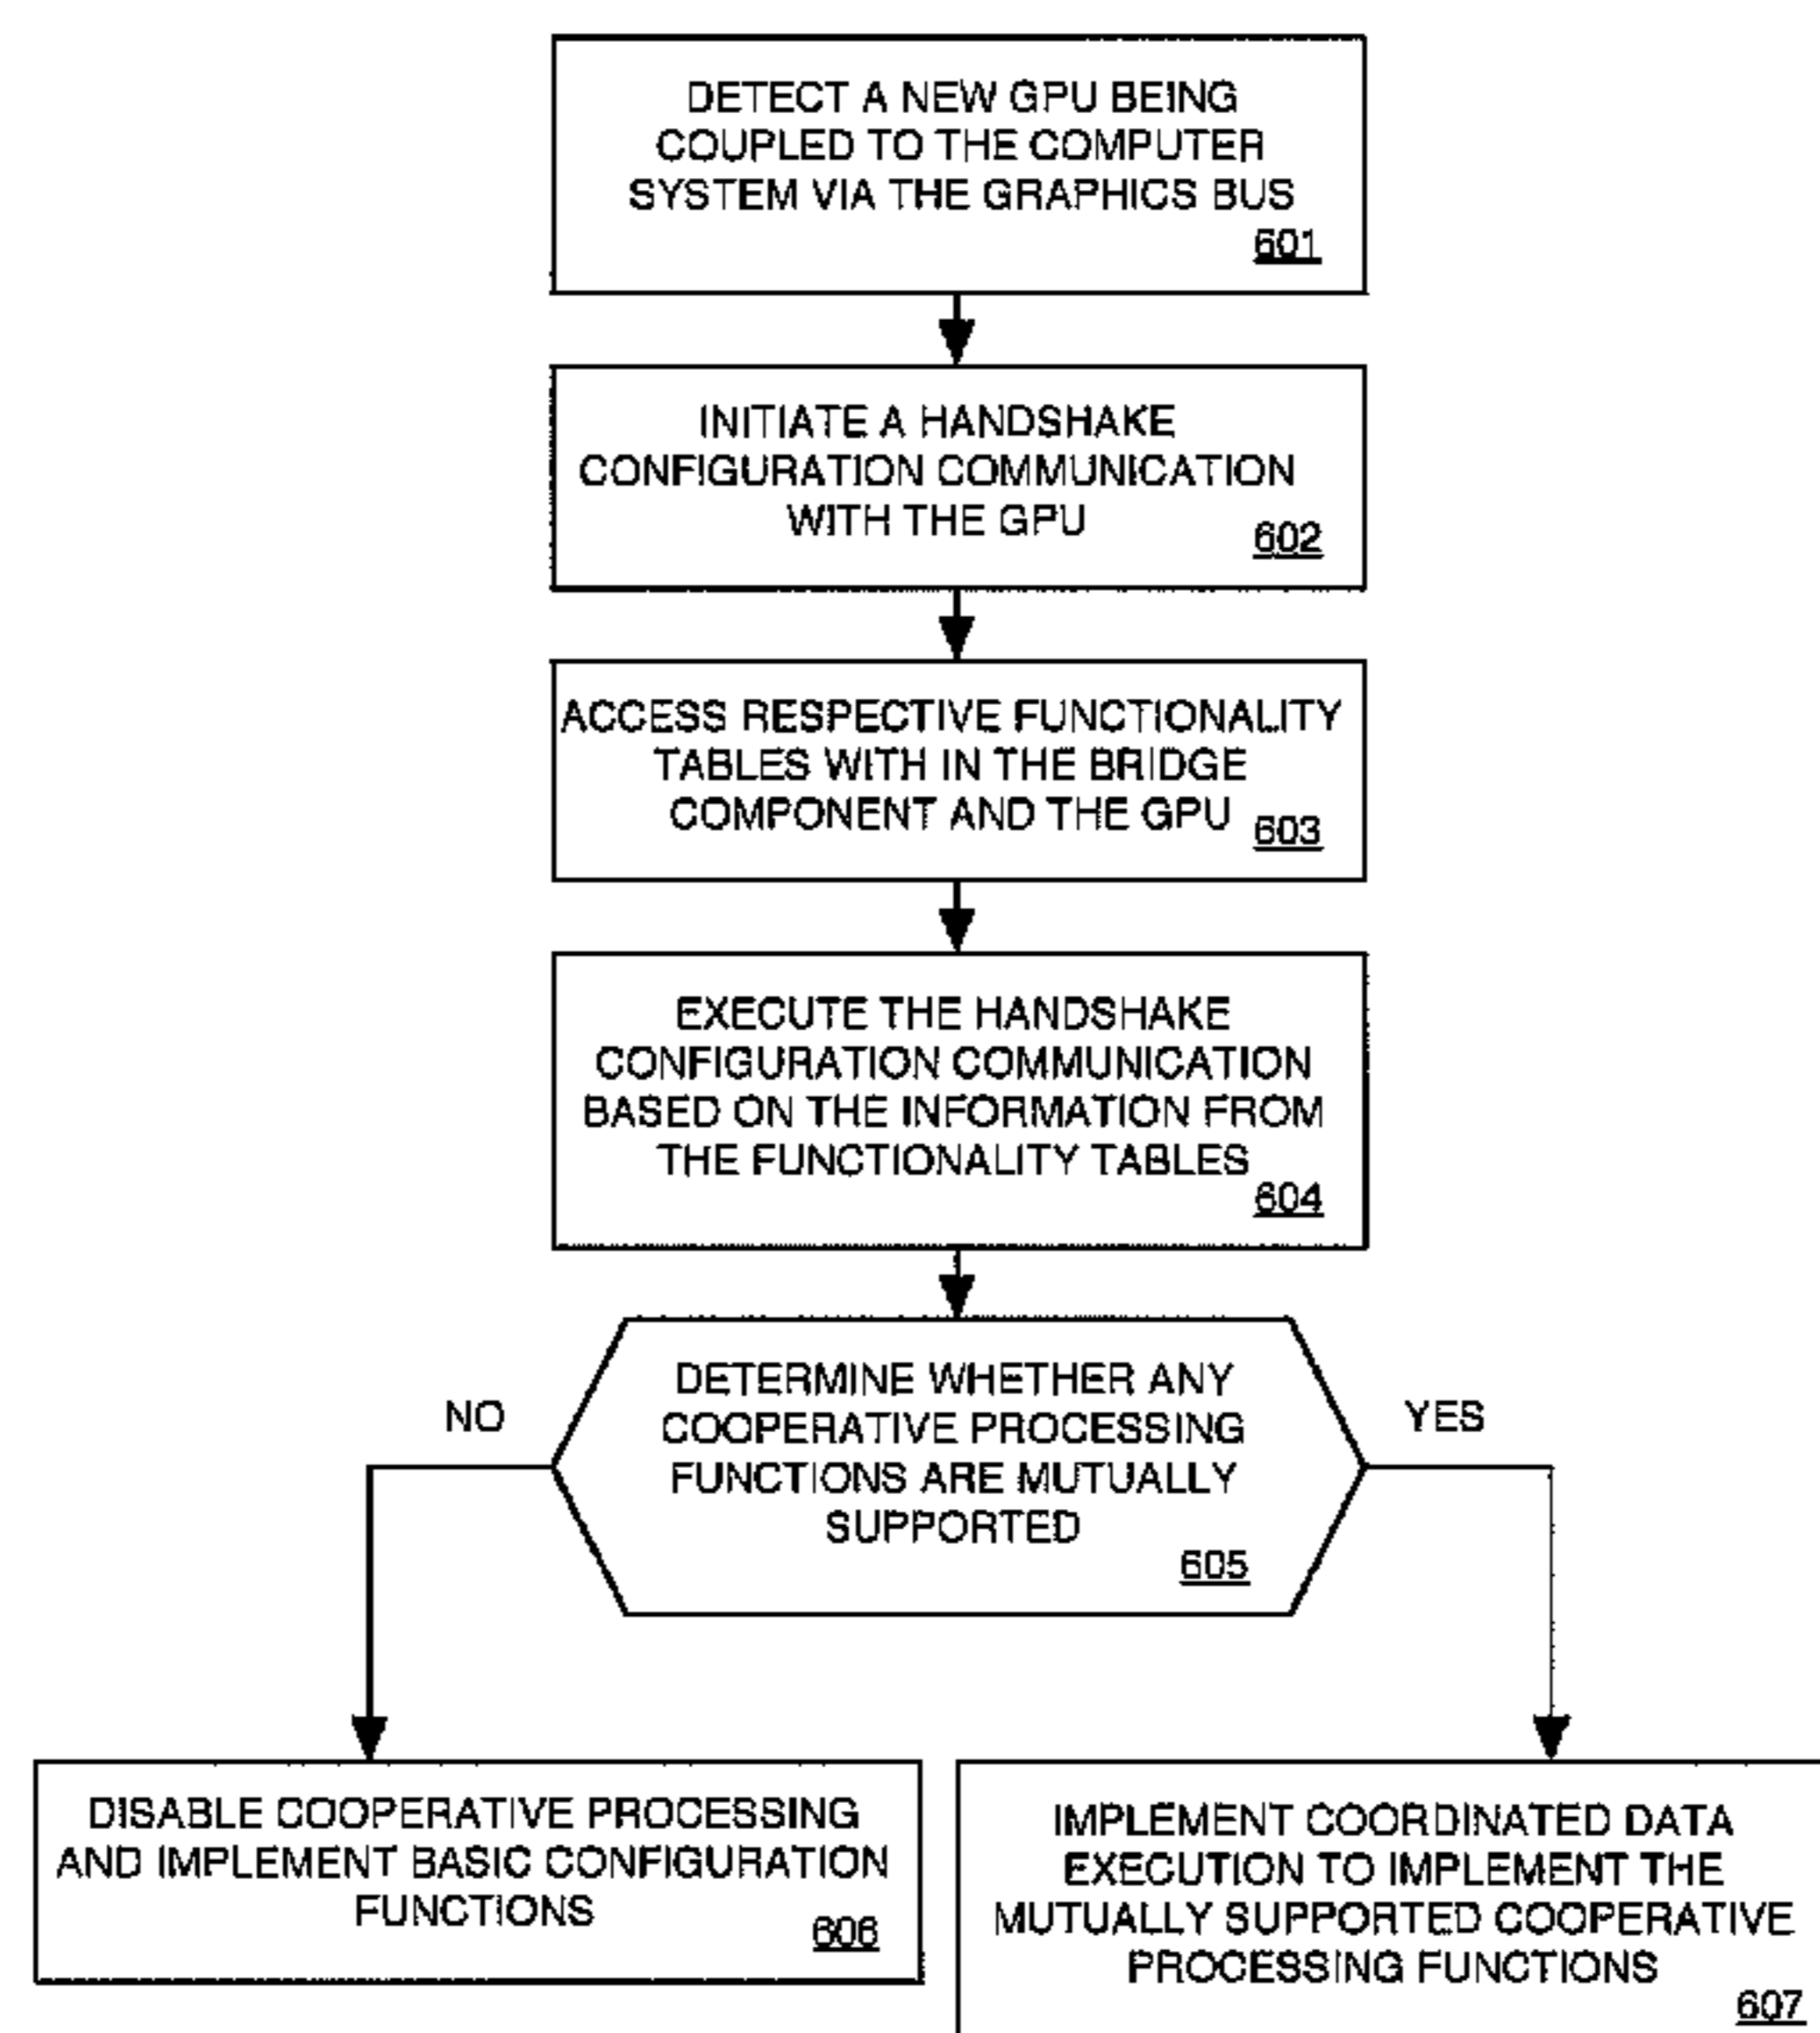 DETECT A NEW GPU BEING
COUPLED TO THE COMPUTER
SYSTEM VIA THE GRAPHICS BUS
601
INITIATE A HANDSHAKE
CONFIGURATION COMMUNICATION
WITH THE GPU
602
ACCESS RESPECTIVE FUNCTIONALITY
TABLES WITH IN THE BRIDGE
COMPONENT AND THE GPU
603
EXECUTE THE HANDSHAKE
CONFIGURATION COMMUNICATION
BASED ON THE INFORMATION FROM
THE FUNCTIONALITY TABLES
604
DETERMINE WHETHER ANY
COOPERATIVE PROCESSING
FUNCTIONS ARE MUTUALLY
SUPPORTED
605
NO
YES
DISABLE COOPERATIVE PROCESSING
AND IMPLEMENT BASIC CONFIGURATION
FUNCTIONS
606
IMPLEMENT COORDINATED DATA
EXECUTION TO IMPLEMENT THE
MUTUALLY SUPPORTED COOPERATIVE
PROCESSING FUNCTIONS
607